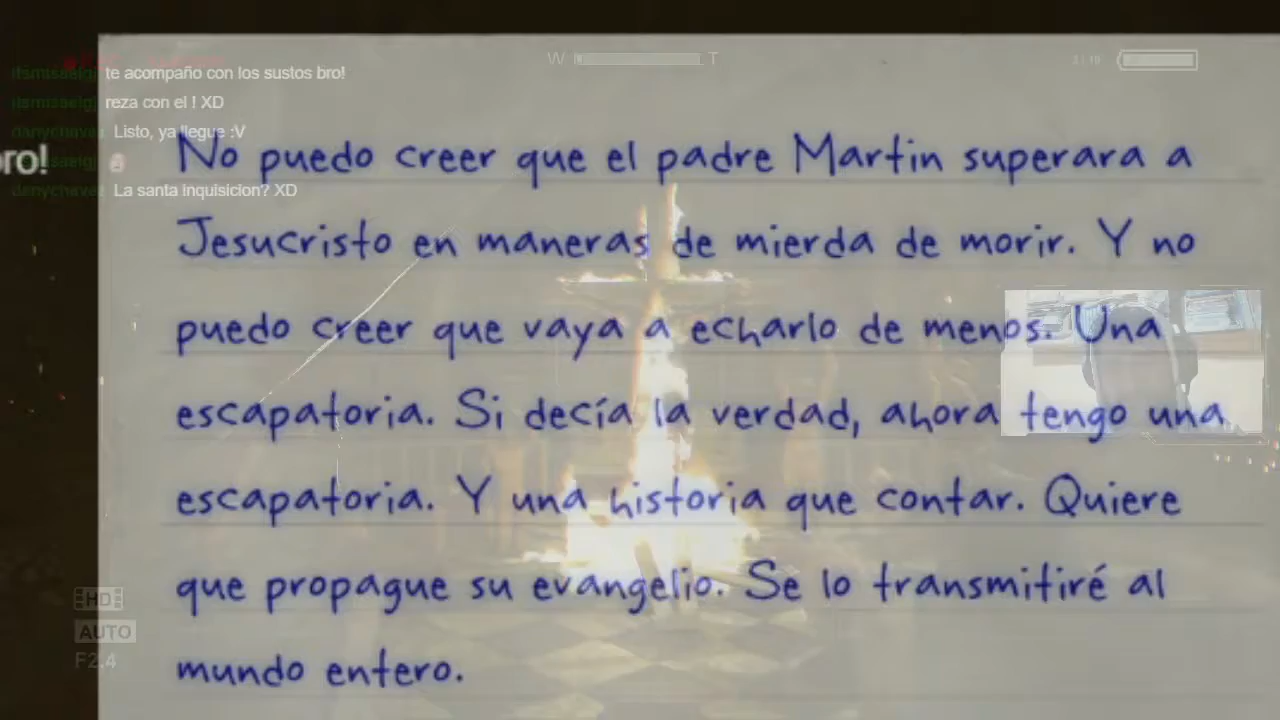 W T
te acompaño con los sustos bro!
reza con el ! XD
Listo, ya llegue :V
oro!
La santa inquisicion? XD
No puedo creer que el padre Martin superara a
Jesucristo en maneras de mierda de morir. Y no
puedo creer que vaya a echarlo de menos. Una
escapatoria. Si decía la verdad, ahora tengo una
escapatoria. Y una historia que contar. Quiere
que propague su evangelio. Se lo transmitiré al
mundo entero.
HD
AUTO
F2.4